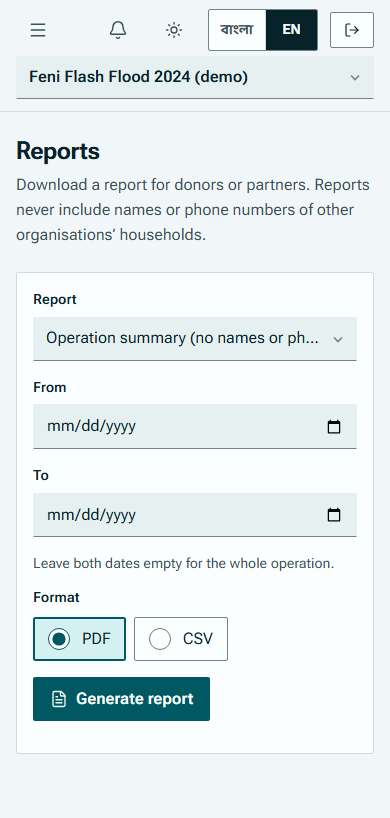 বাংলা EN
Feni Flash Flood 2024 (demo)
Reports
Download a report for donors or partners. Reports
never include names or phone numbers of other
organisations' households.
Report
Operation summary (no names or ph...
From
mm/dd/yyyy
To
mm/dd/yyyy
Leave both dates empty for the whole operation.
Format
PDF CSV
Generate report